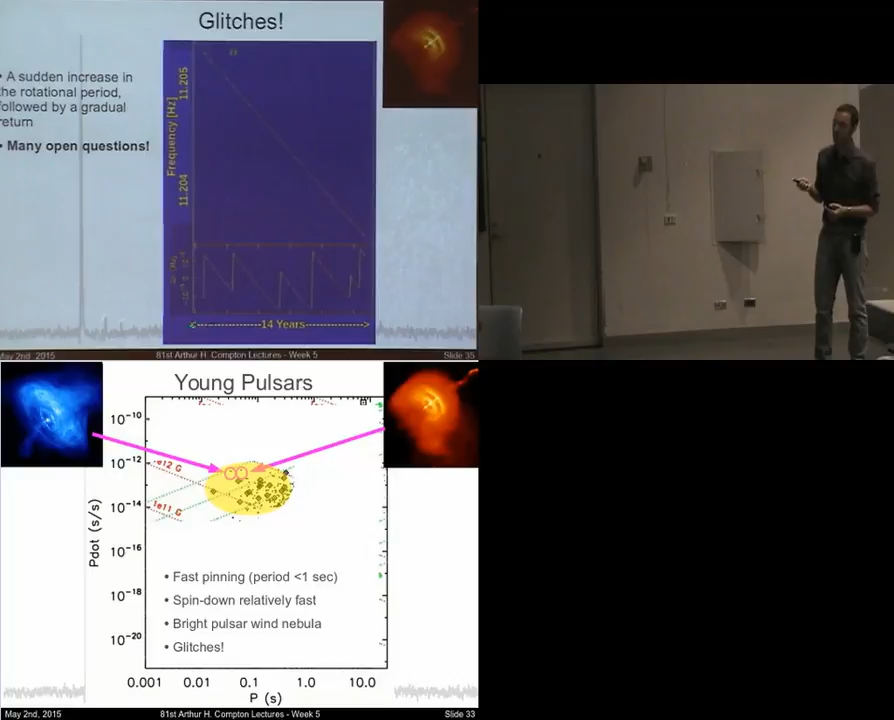 Glitches!
• A sudden increase in
the rotational period,
followed by a gradual
return
• Many open questions!
Frequency [Hz]
11.205
11.204
14 Years
May 2nd, 2015
81st Arthur H. Compton Lectures - Week 5
Slide 35
Young Pulsars
Pdot (s/s)
10⁻¹⁰
10⁻¹²
10⁻¹⁴
10⁻¹⁶
10⁻¹⁸
10⁻²⁰
e12 G
1e11 G
• Fast pinning (period <1 sec)
• Spin-down relatively fast
• Bright pulsar wind nebula
• Glitches!
0.001 0.01 0.1 1.0 10.0
P (s)
May 2nd, 2015
81st Arthur H. Compton Lectures - Week 5
Slide 33